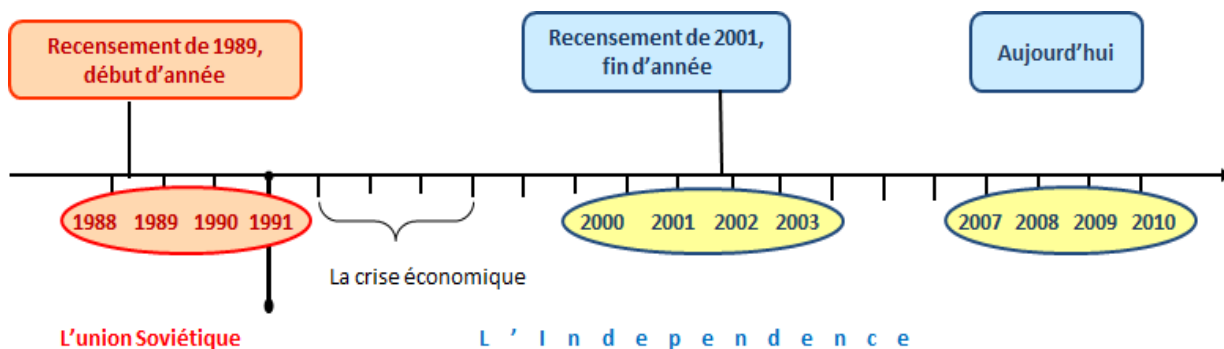 Recensement de 1989,
début d'année
Recensement de 2001,
fin d'année
Aujourd'hui
1988 1989 1990 1991
2000 2001 2002 2003
2007 2008 2009 2010
La crise économique
L'union Soviétique
L ' I n d e p e n d e n c e